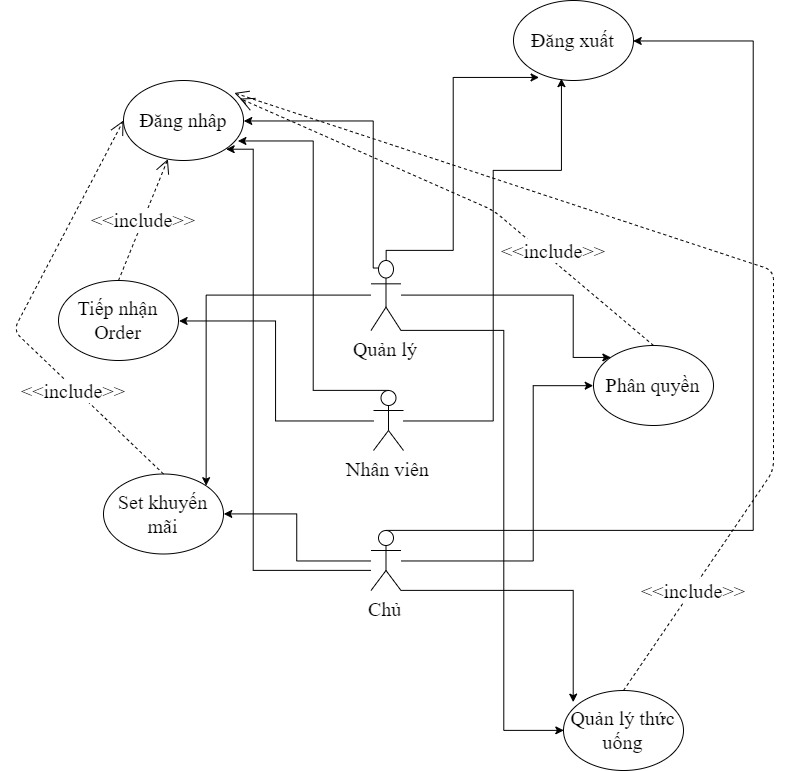 Đăng xuất
Đăng nhâp
<<include>>
<<include>>
Tiếp nhận
Order
Quản lý
Phân quyền
<<include>>
Nhân viên
Set khuyến
mãi
<<include>>
Chủ
Quản lý thức
uống